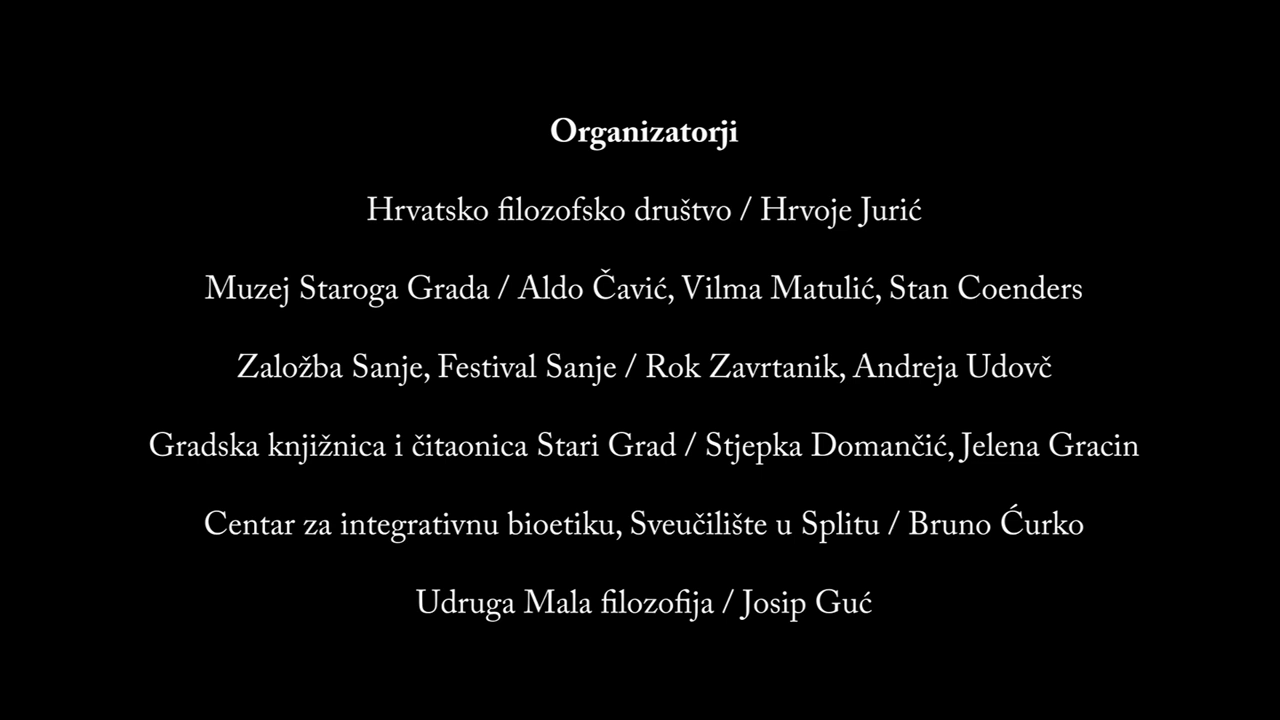 Organizatorji
Hrvatsko filozofsko društvo / Hrvoje Jurić
Muzej Staroga Grada / Aldo Čavić, Vilma Matulić, Stan Coenders
Založba Sanje, Festival Sanje / Rok Zavrtanik, Andreja Udovč
Gradska knjižnica i čitaonica Stari Grad / Stjepka Domančić, Jelena Gracin
Centar za integrativnu bioetiku, Sveučilište u Splitu / Bruno Ćurko
Udruga Mala filozofija / Josip Guć